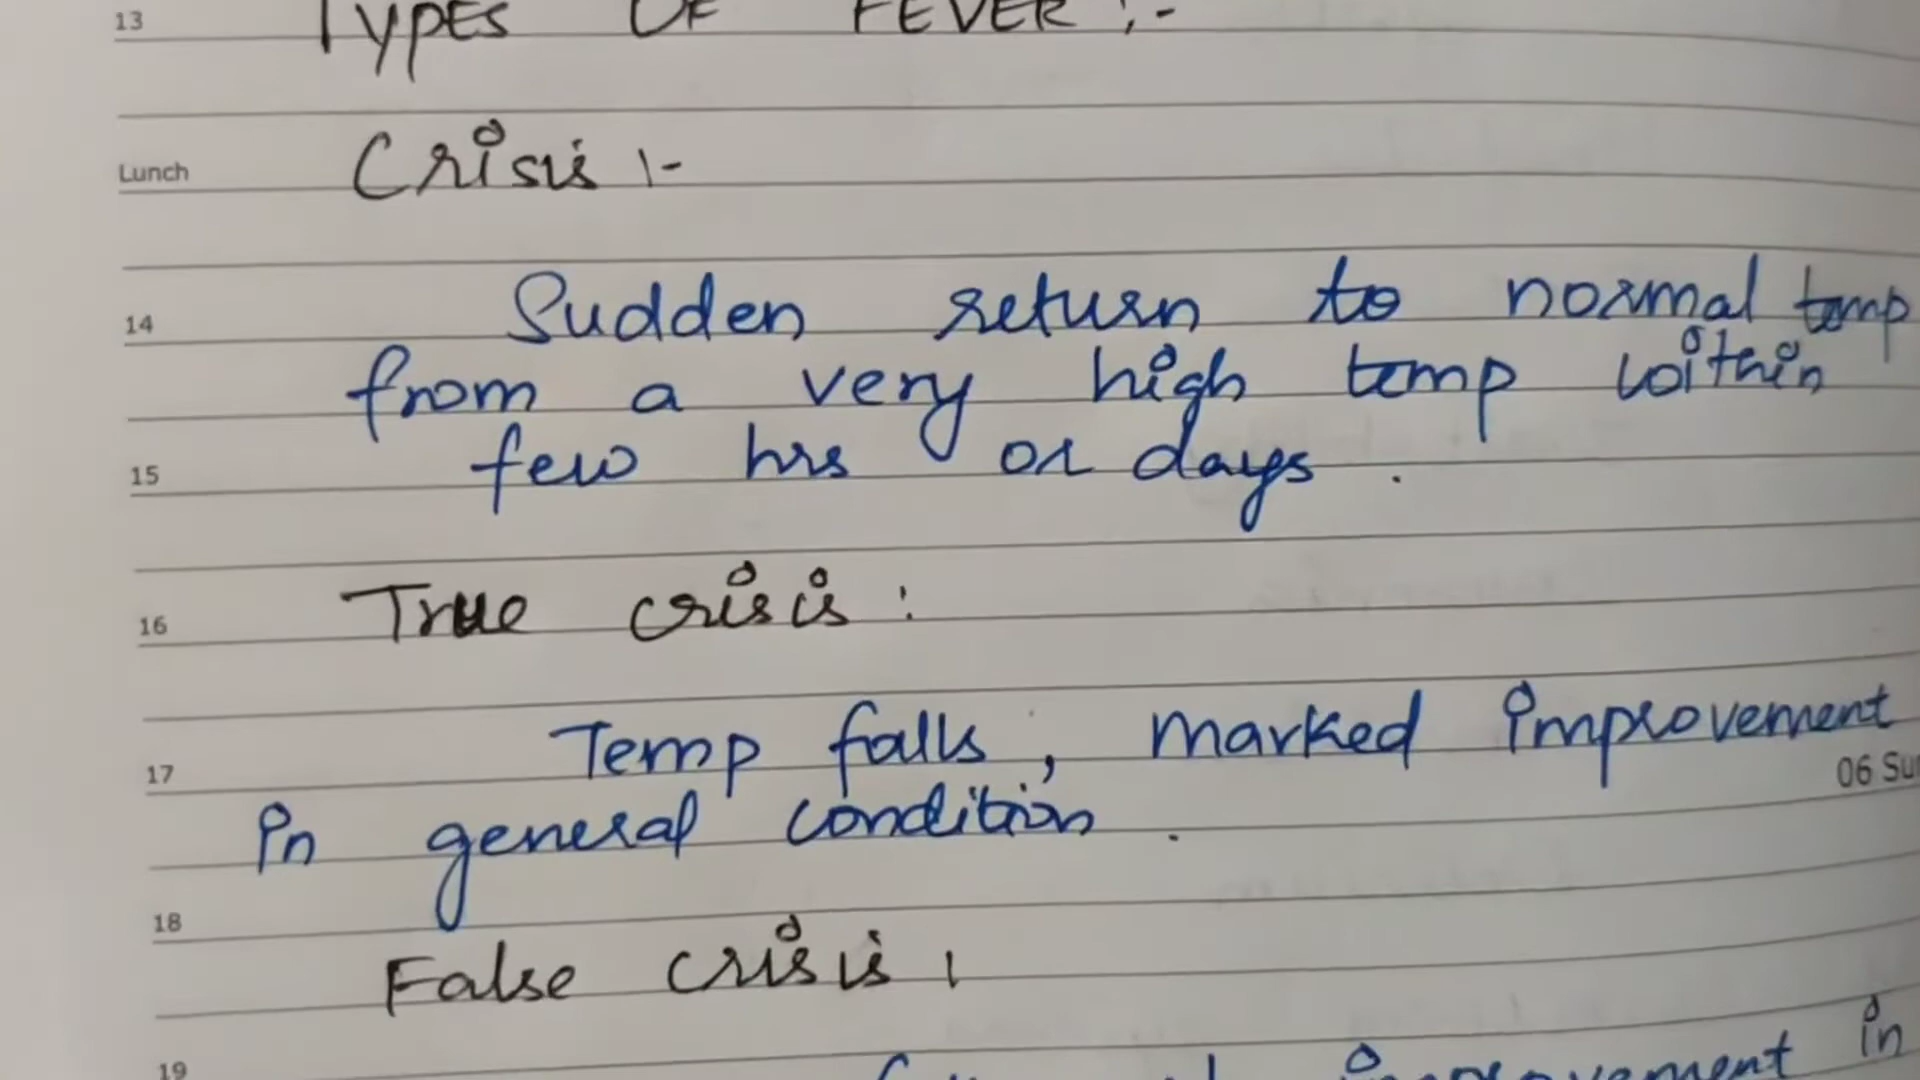 13 TYPES OF FEVER :-
Lunch Crisis :-
14 Sudden return to normal temp
from a very high temp within
15 few hrs or days .
16 True crisis :
17 Temp falls , marked improvement
06 Su
in general condition .
18
False crisis :
19 improvement in